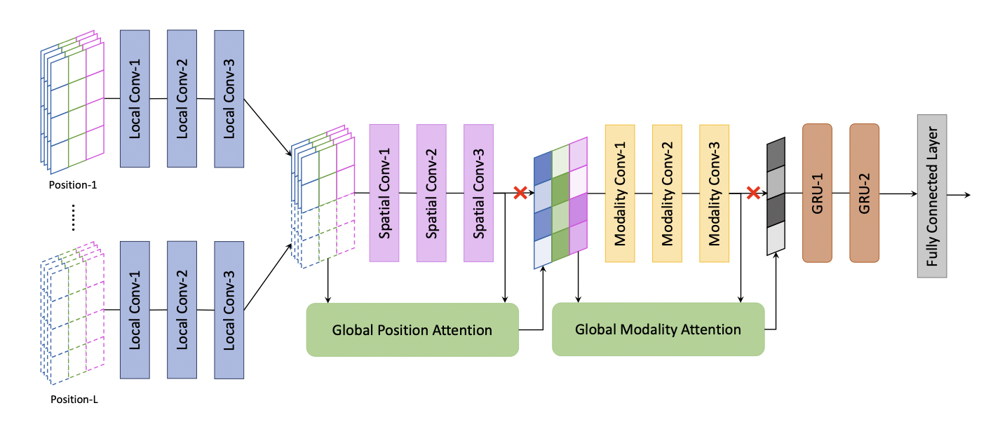 Local Conv-1
Local Conv-2
Local Conv-3
Position-1
Local Conv-1
Local Conv-2
Local Conv-3
Position-L
Spatial Conv-1
Spatial Conv-2
Spatial Conv-3
Global Position Attention
Modality Conv-1
Modality Conv-2
Modality Conv-3
Global Modality Attention
GRU-1
GRU-2
Fully Connected Layer